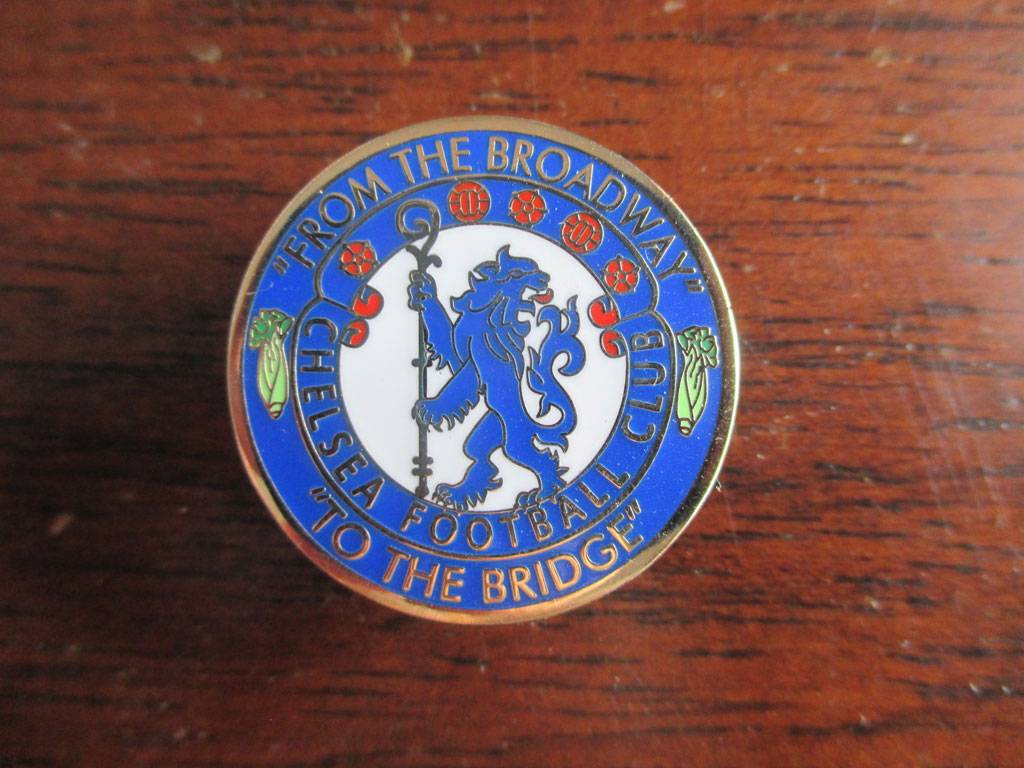 "FROM THE BROADWAY"
CHELSEA FOOTBALL CLUB
"TO THE BRIDGE"